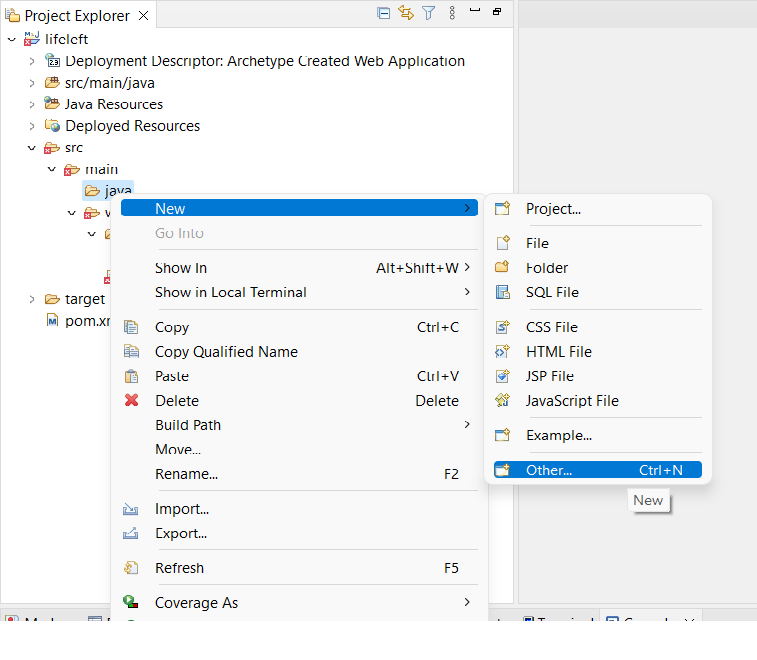 Project Explorer
lifeleft
Deployment Descriptor: Archetype Created Web Application
src/main/java
Java Resources
Deployed Resources
src
main
java
target
New
Go Into
Show In Alt+Shift+W
Show in Local Terminal
Copy Ctrl+C
Copy Qualified Name
Paste Ctrl+V
Delete Delete
Build Path
Move...
Rename... F2
Import...
Export...
Refresh F5
Coverage As
Project...
File
Folder
SQL File
CSS File
HTML File
JSP File
JavaScript File
Example...
Other... Ctrl+N
New